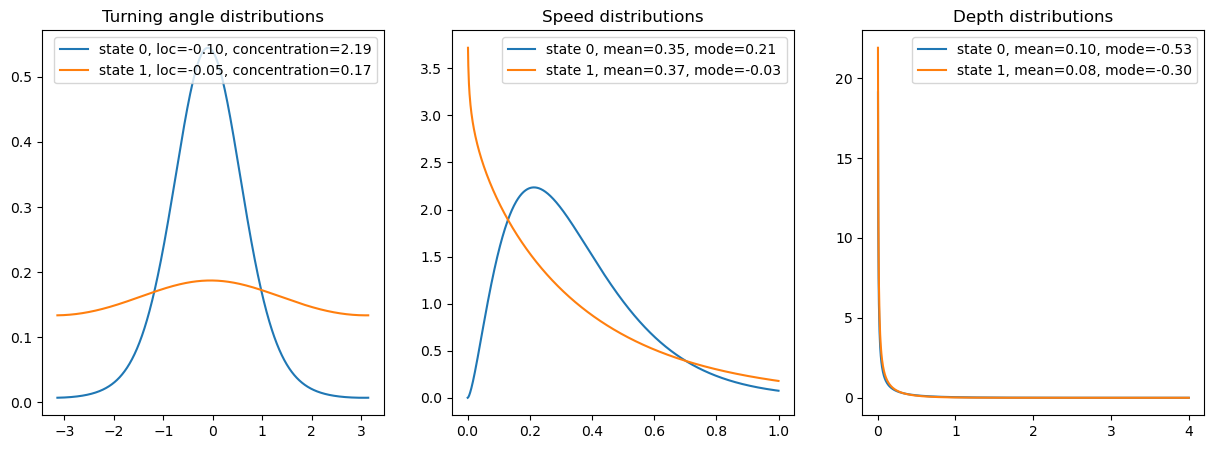 Turning angle distributions
state 0, loc=-0.10, concentration=2.19
state 1, loc=-0.05, concentration=0.17
0.5
0.4
0.3
0.2
0.1
0.0
−3 −2 −1 0 1 2 3
Speed distributions
state 0, mean=0.35, mode=0.21
state 1, mean=0.37, mode=-0.03
3.5
3.0
2.5
2.0
1.5
1.0
0.5
0.0
0.0 0.2 0.4 0.6 0.8 1.0
Depth distributions
state 0, mean=0.10, mode=-0.53
state 1, mean=0.08, mode=-0.30
20
15
10
5
0
0 1 2 3 4